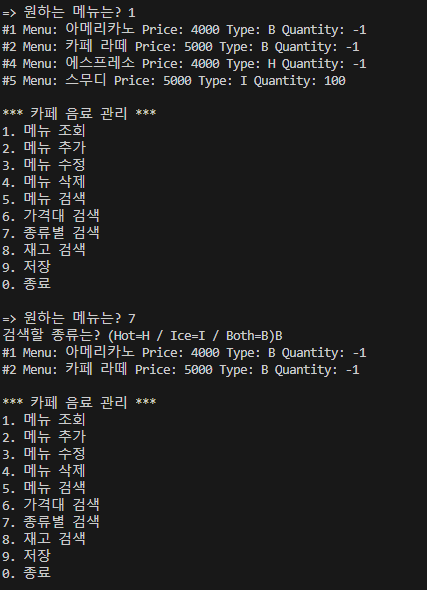 => 원하는 메뉴는? 1
#1 Menu: 아메리카노 Price: 4000 Type: B Quantity: -1
#2 Menu: 카페 라떼 Price: 5000 Type: B Quantity: -1
#4 Menu: 에스프레소 Price: 4000 Type: H Quantity: -1
#5 Menu: 스무디 Price: 5000 Type: I Quantity: 100
*** 카페 음료 관리 ***
1. 메뉴 조회
2. 메뉴 추가
3. 메뉴 수정
4. 메뉴 삭제
5. 메뉴 검색
6. 가격대 검색
7. 종류별 검색
8. 재고 검색
9. 저장
0. 종료
=> 원하는 메뉴는? 7
검색할 종류는? (Hot=H / Ice=I / Both=B)B
#1 Menu: 아메리카노 Price: 4000 Type: B Quantity: -1
#2 Menu: 카페 라떼 Price: 5000 Type: B Quantity: -1
*** 카페 음료 관리 ***
1. 메뉴 조회
2. 메뉴 추가
3. 메뉴 수정
4. 메뉴 삭제
5. 메뉴 검색
6. 가격대 검색
7. 종류별 검색
8. 재고 검색
9. 저장
0. 종료